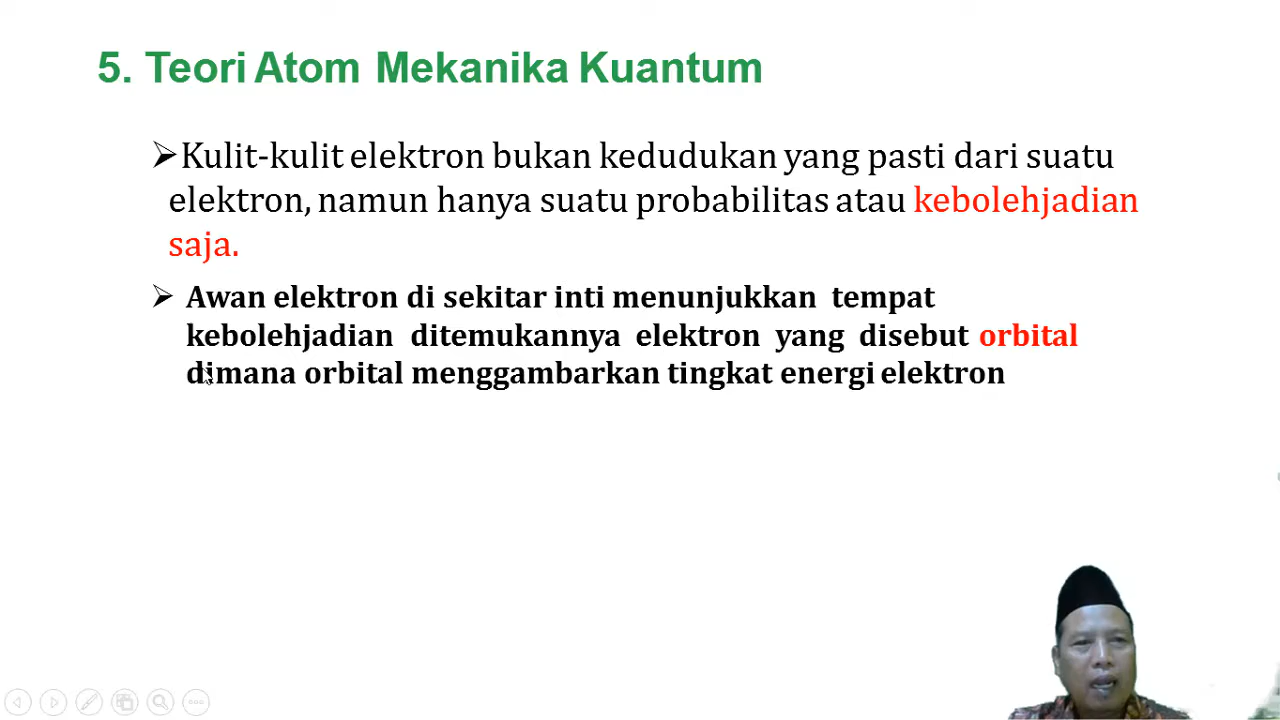 5. Teori Atom Mekanika Kuantum
➢Kulit-kulit elektron bukan kedudukan yang pasti dari suatu
elektron, namun hanya suatu probabilitas atau kebolehjadian
saja.
➢ Awan elektron di sekitar inti menunjukkan tempat
kebolehjadian ditemukannya elektron yang disebut orbital
dimana orbital menggambarkan tingkat energi elektron